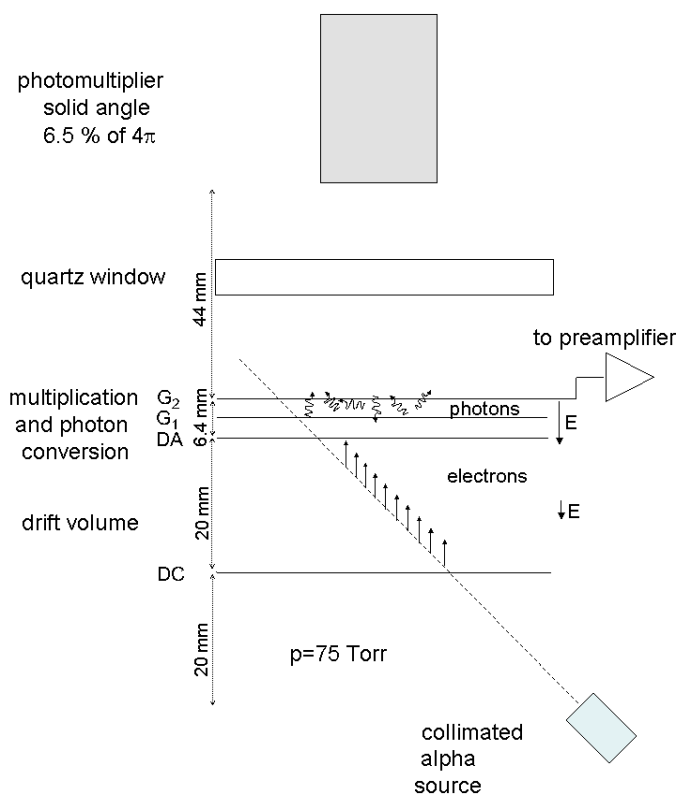 photomultiplier
solid angle
6.5 % of 4π
quartz window
44 mm
to preamplifier
multiplication
and photon
conversion
G₂
G₁
DA
6.4 mm
photons
E
electrons
drift volume
20 mm
E
DC
20 mm
p=75 Torr
collimated
alpha
source